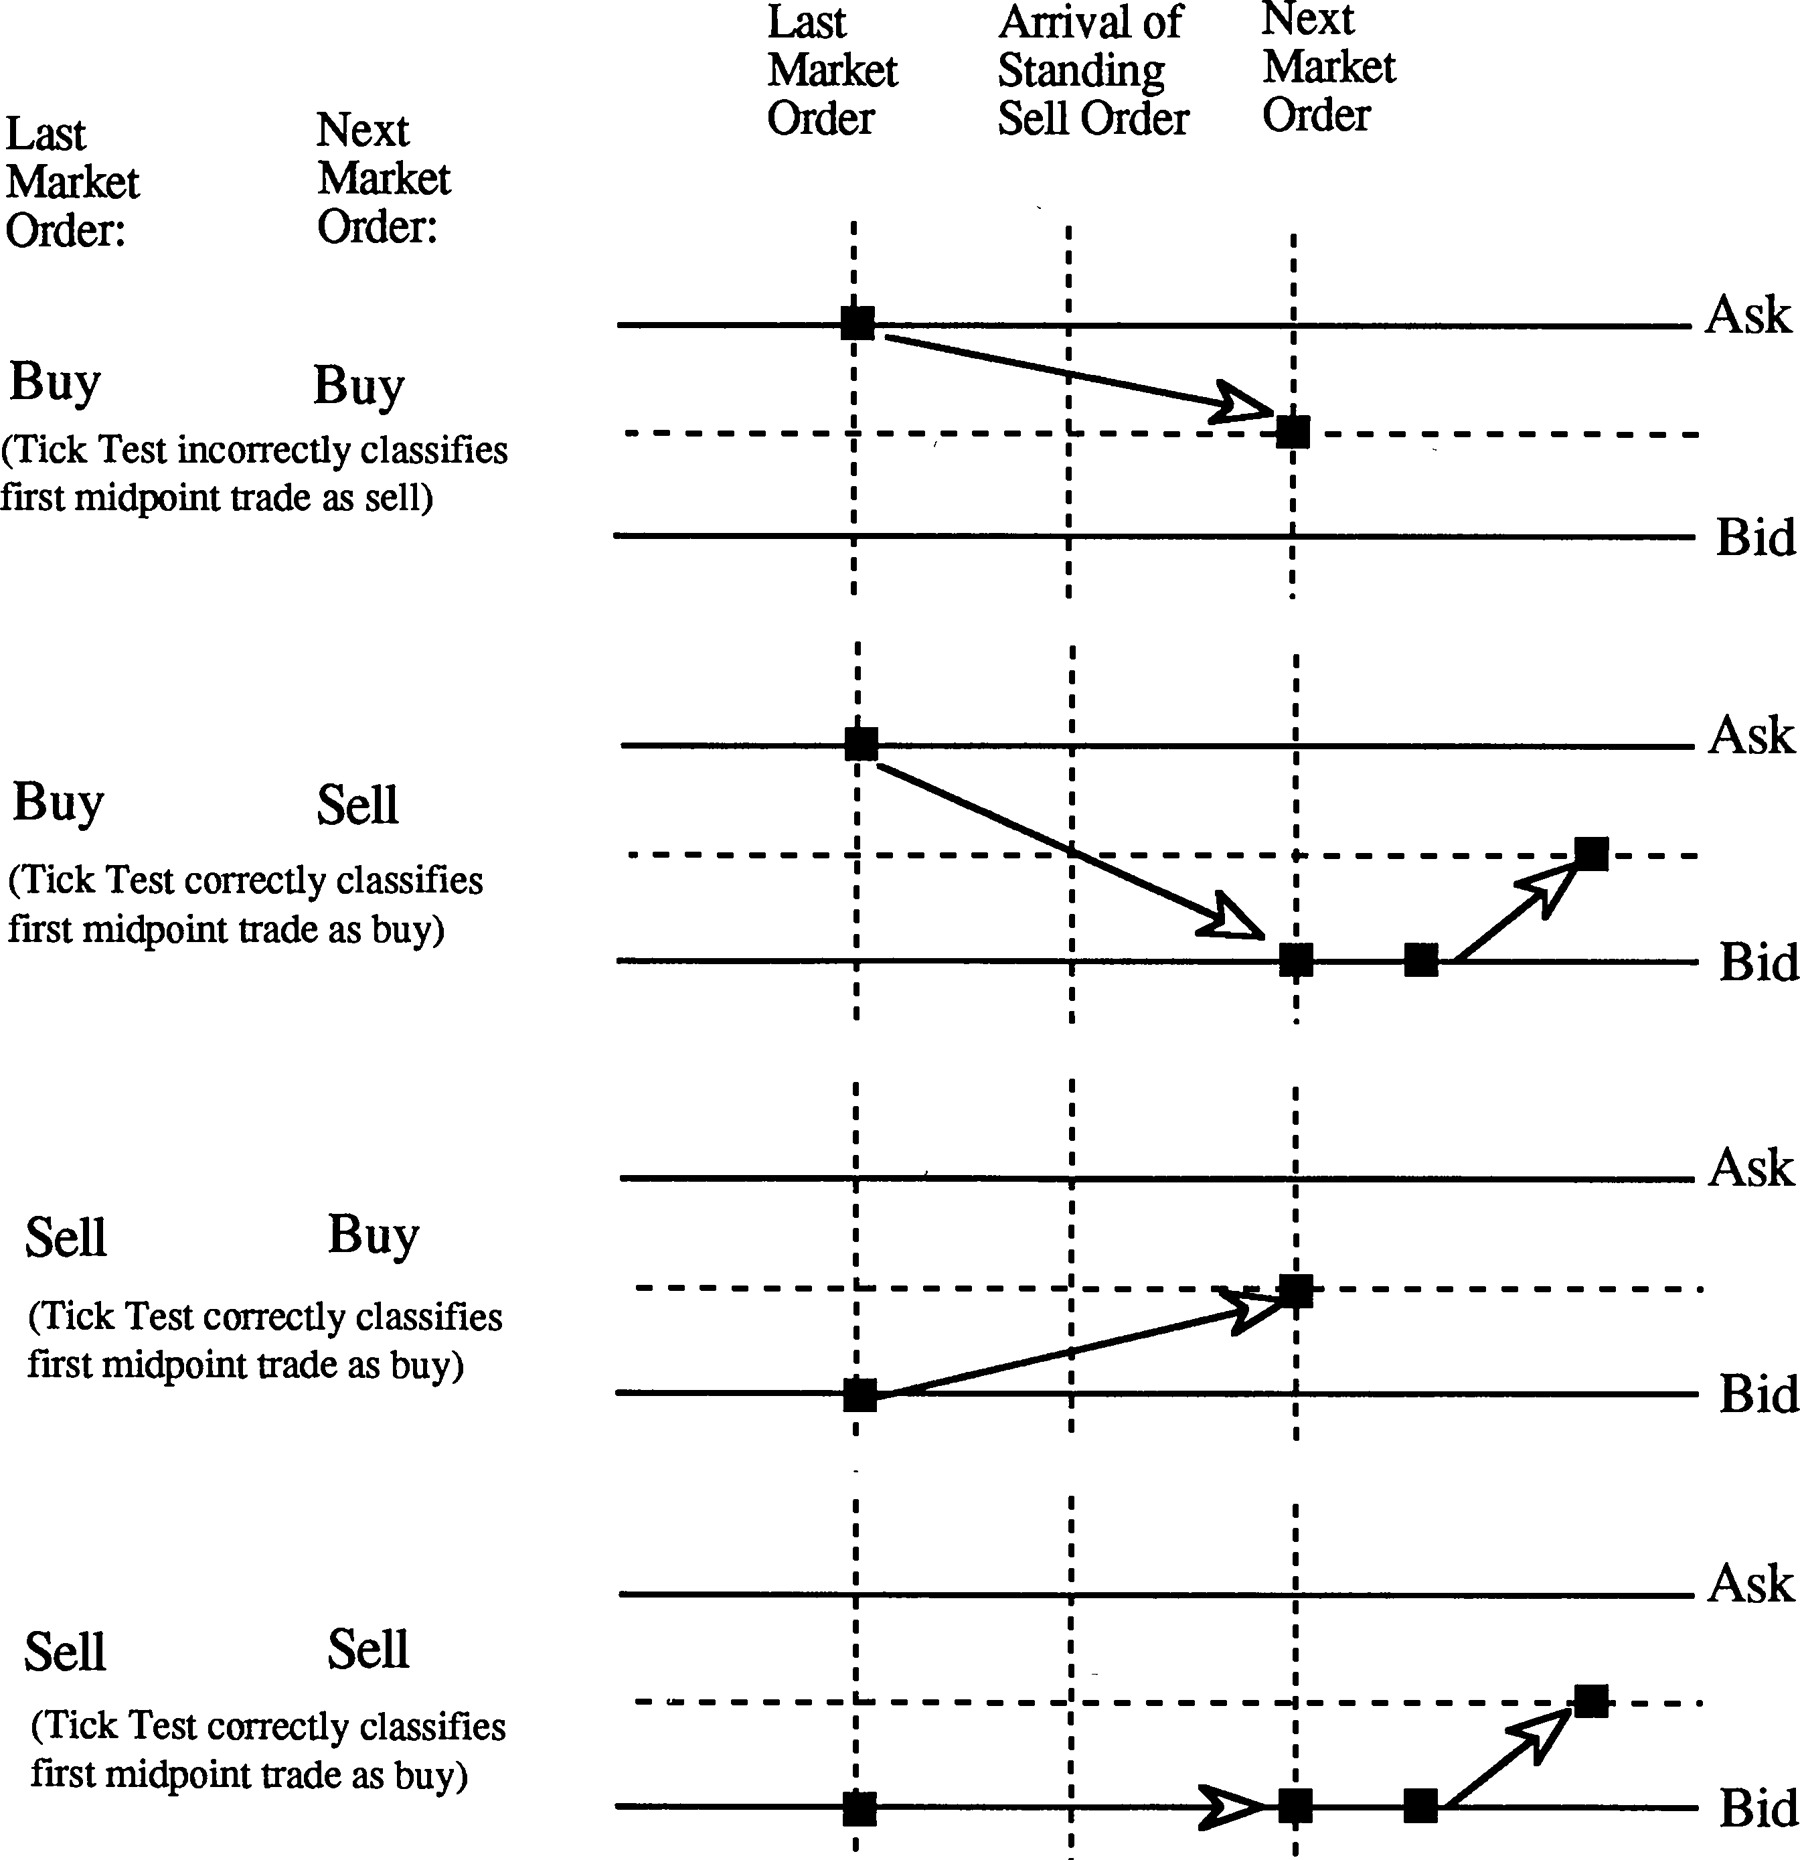 Last
Market
Order
Arrival of
Standing
Sell Order
Next
Market
Order
Last
Market
Order:
Next
Market
Order:
Ask
Buy
Buy
(Tick Test incorrectly classifies
first midpoint trade as sell)
Bid
Ask
Buy
Sell
(Tick Test correctly classifies
first midpoint trade as buy)
Bid
Ask
Sell
Buy
(Tick Test correctly classifies
first midpoint trade as buy)
Bid
Ask
Sell
Sell
(Tick Test correctly classifies
first midpoint trade as buy)
Bid